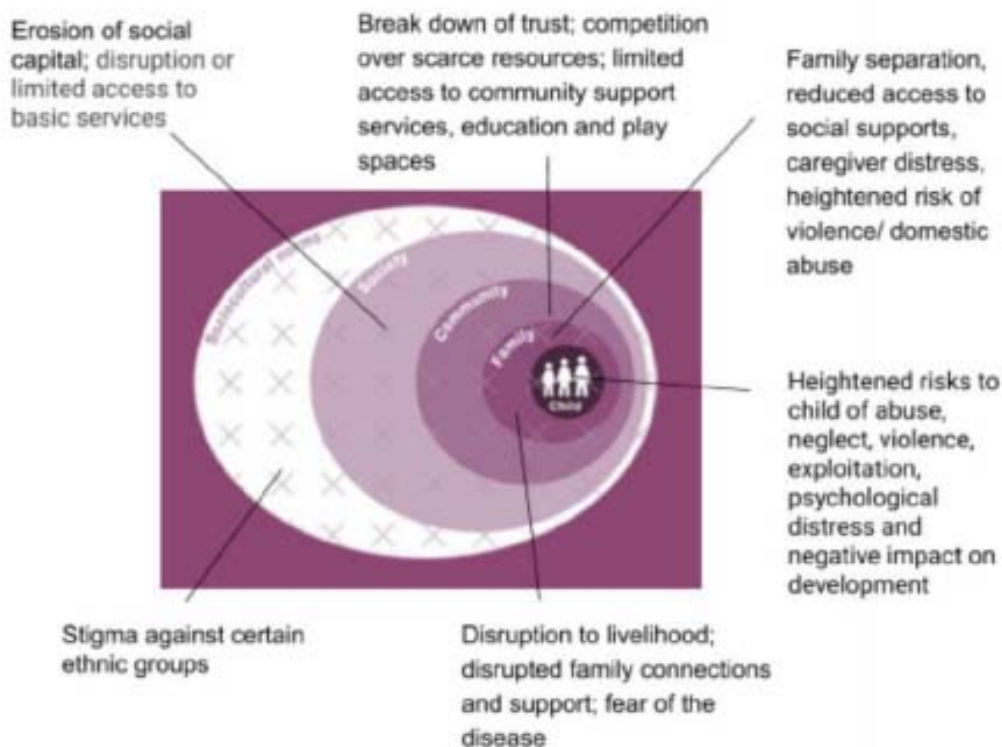 Erosion of social
capital; disruption or
limited access to
basic services
Break down of trust; competition
over scarce resources; limited
access to community support
services, education and play
spaces
Family separation,
reduced access to
social supports,
caregiver distress,
heightened risk of
violence/ domestic
abuse
Sociocultural norms
Society
Community
Family
Child
Heightened risks to
child of abuse,
neglect, violence,
exploitation,
psychological
distress and
negative impact on
development
Stigma against certain
ethnic groups
Disruption to livelihood;
disrupted family connections
and support; fear of the
disease